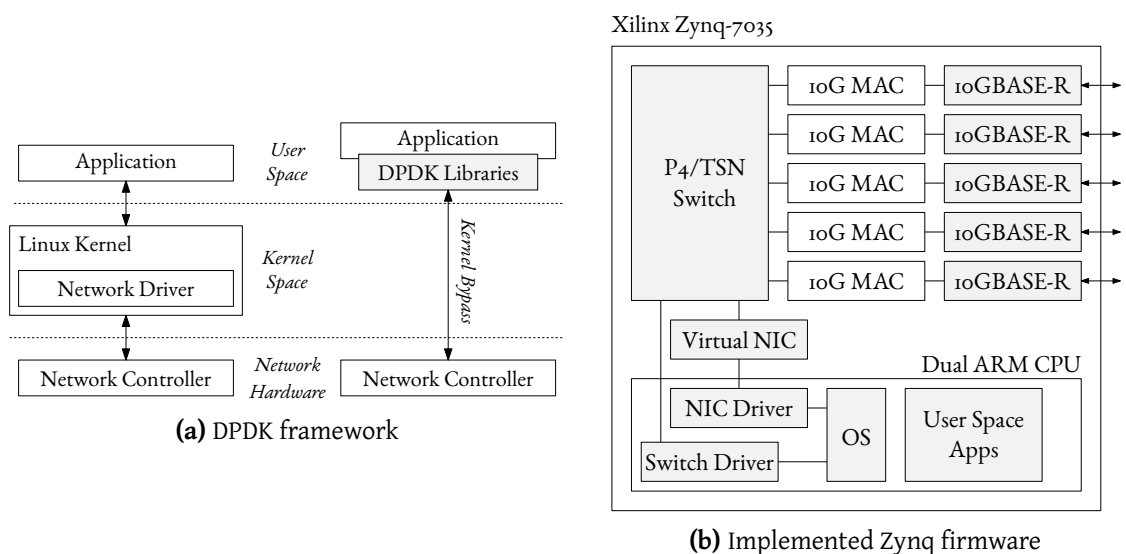 Application
User
Space
Application
DPDK Libraries
Linux Kernel
Network Driver
Kernel
Space
Kernel Bypass
Network Controller
Network
Hardware
Network Controller
(a) DPDK framework
Xilinx Zynq-7035
P4/TSN
Switch
10G MAC
10GBASE-R
10G MAC
10GBASE-R
10G MAC
10GBASE-R
10G MAC
10GBASE-R
10G MAC
10GBASE-R
Virtual NIC
Dual ARM CPU
NIC Driver
OS
User Space
Apps
Switch Driver
(b) Implemented Zynq firmware